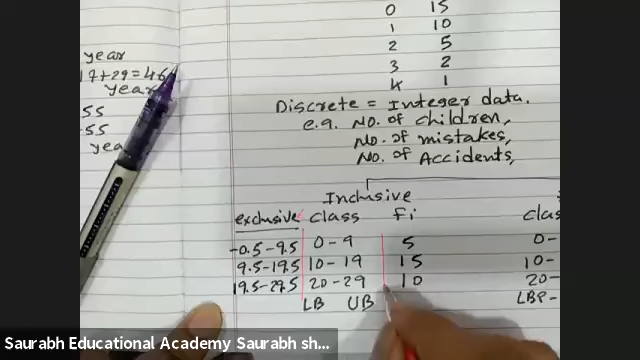 0 15
1 10
2 5
3 2
4 1
year
17+29=46
year
55
55
yea
Discrete = Integer data.
e.g. No. of children,
No. of mistakes,
No. of Accidents,
Inclusive
exclusive class fi
-0.5-9.5 0-9 5
9.5-19.5 10-19 15
19.5-29.5 20-29 10
LB UB
clas
0-
10-
20-
LBP-
Saurabh Educational Academy Saurabh sh...